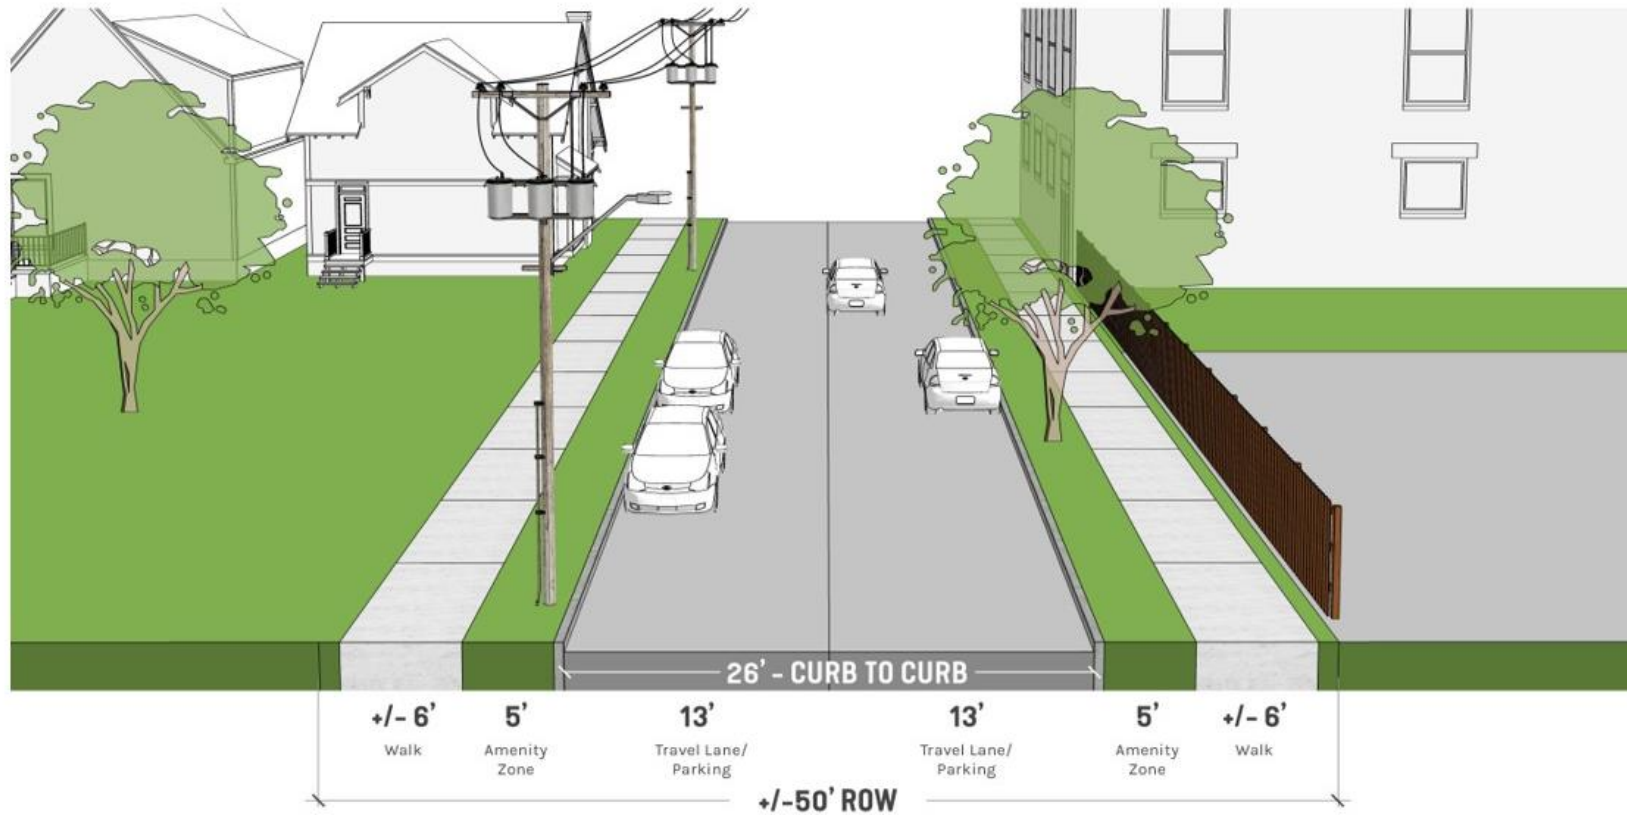 26' - CURB TO CURB
+/- 6'
Walk
5'
Amenity
Zone
13'
Travel Lane/
Parking
13'
Travel Lane/
Parking
5'
Amenity
Zone
+/- 6'
Walk
+/-50' ROW